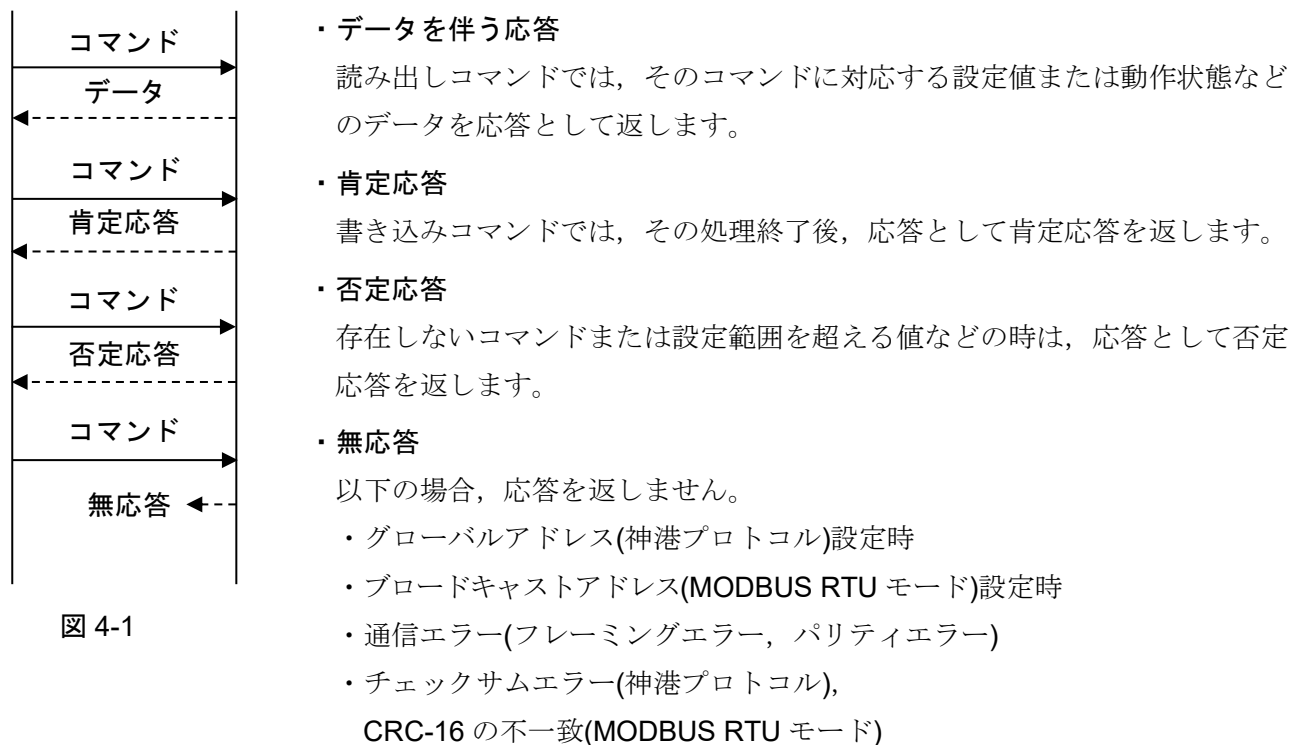 コマンド
データ
コマンド
肯定応答
コマンド
否定応答
コマンド
無応答
図 4-1
・データを伴う応答
読み出しコマンドでは，そのコマンドに対応する設定値または動作状態など
のデータを応答として返します。
・肯定応答
書き込みコマンドでは，その処理終了後，応答として肯定応答を返します。
・否定応答
存在しないコマンドまたは設定範囲を超える値などの時は，応答として否定
応答を返します。
・無応答
以下の場合，応答を返しません。
・グローバルアドレス(神港プロトコル)設定時
・ブロードキャストアドレス(MODBUS RTU モード)設定時
・通信エラー(フレーミングエラー，パリティエラー)
・チェックサムエラー(神港プロトコル),
CRC-16 の不一致(MODBUS RTU モード)